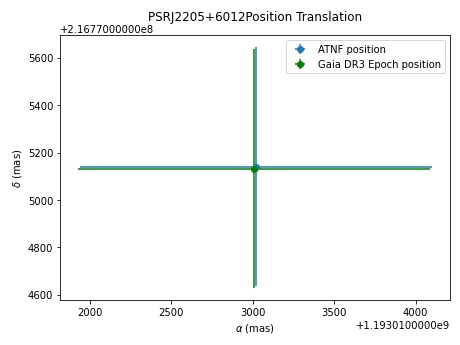 PSRJ2205+6012Position Translation
+2.1677000000e8
ATNF position
Gaia DR3 Epoch position
5600
5400
5200
5000
4800
4600
δ (mas)
2000
2500
3000
3500
4000
α (mas)
+1.1930100000e9